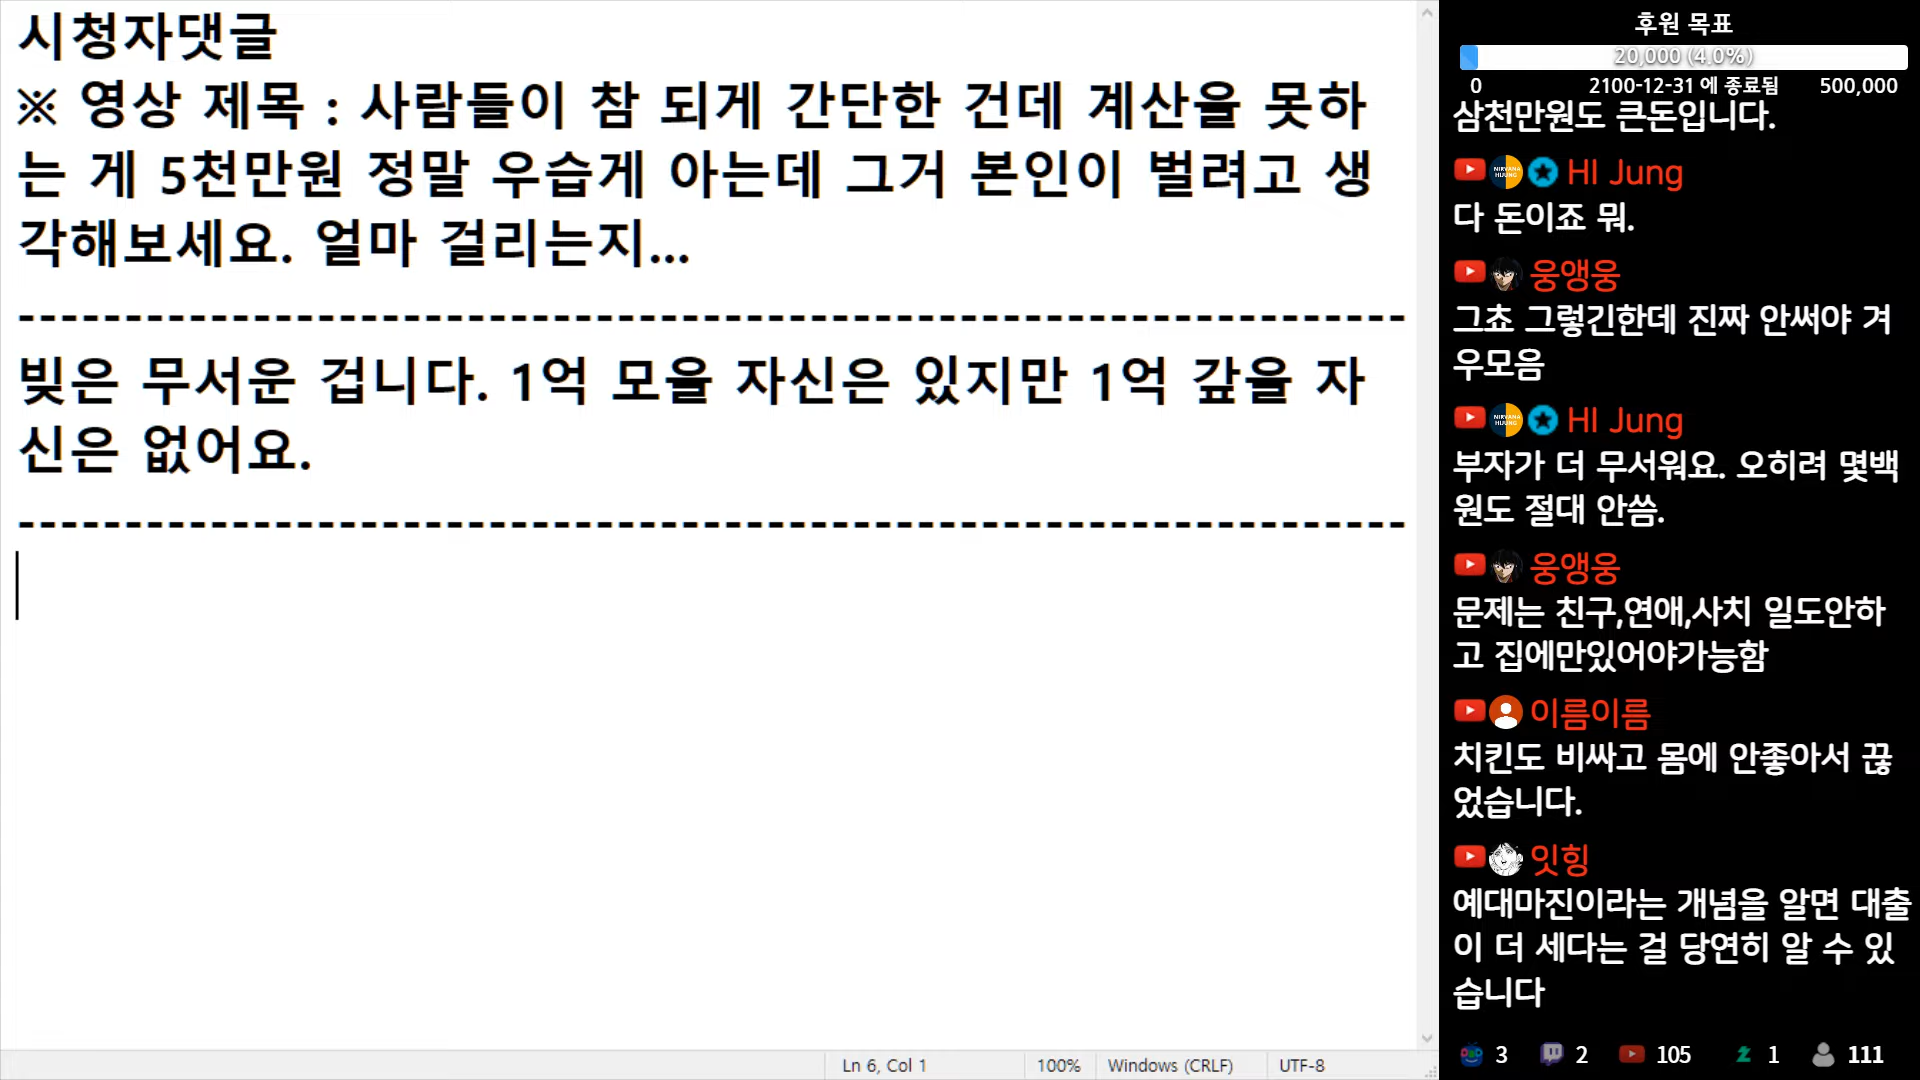 시청자댓글
※ 영상 제목 : 사람들이 참 되게 간단한 건데 계산을 못하
는 게 5천만원 정말 우습게 아는데 그거 본인이 벌려고 생
각해보세요. 얼마 걸리는지...
-----------------------------------------------------------------
빚은 무서운 겁니다. 1억 모을 자신은 있지만 1억 갚을 자
신은 없어요.
-----------------------------------------------------------------
Ln 6, Col 1
100%
Windows (CRLF)
UTF-8
후원 목표
20,000 (4.0%)
0 2100-12-31 에 종료됨 500,000
삼천만원도 큰돈입니다.
HI Jung
다 돈이죠 뭐.
웅앵웅
그쵸 그렇긴한데 진짜 안써야 겨
우모음
HI Jung
부자가 더 무서워요. 오히려 몇백
원도 절대 안씀.
웅앵웅
문제는 친구,연애,사치 일도안하
고 집에만있어야가능함
이름이름
치킨도 비싸고 몸에 안좋아서 끊
었습니다.
잇힝
예대마진이라는 개념을 알면 대출
이 더 세다는 걸 당연히 알 수 있
습니다
3 2 105 1 111